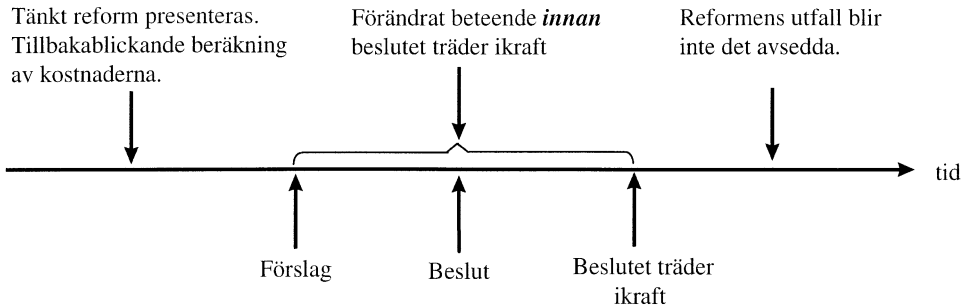 Tänkt reform presenteras.
Tillbakablickande beräkning
av kostnaderna.
Förändrat beteende innan
beslutet träder ikraft
Reformens utfall blir
inte det avsedda.
tid
Förslag
Beslut
Beslutet träder
ikraft